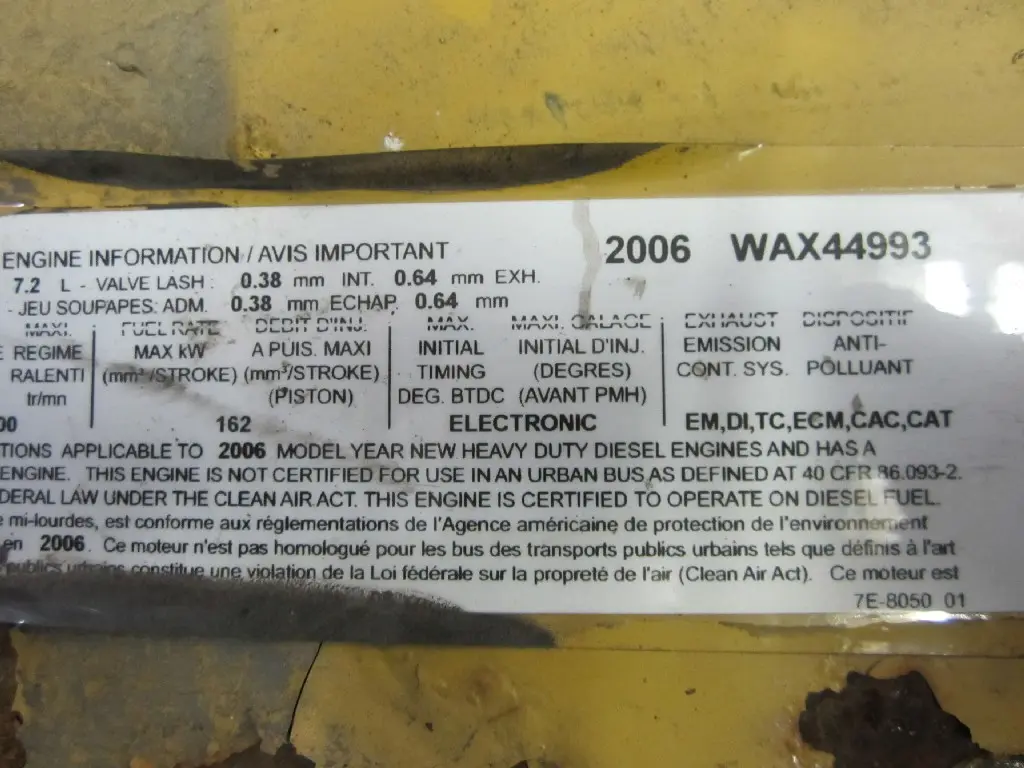 ENGINE INFORMATION / AVIS IMPORTANT 2006 WAX44993
7.2 L - VALVE LASH : 0.38 mm INT. 0.64 mm EXH.
- JEU SOUPAPES: ADM. 0.38 mm ECHAP. 0.64 mm
MAXI. FUEL RATE DEBIT D'INJ. MAX. MAXI. CALAGE EXHAUST DISPOSITIF
REGIME MAX kW A PUIS. MAXI INITIAL INITIAL D'INJ. EMISSION ANTI-
RALENTI (mm³/STROKE) (mm³/STROKE) TIMING (DEGRES) CONT. SYS. POLLUANT
tr/mn (PISTON) DEG. BTDC (AVANT PMH)
00 162 ELECTRONIC EM,DI,TC,ECM,CAC,CAT
TIONS APPLICABLE TO 2006 MODEL YEAR NEW HEAVY DUTY DIESEL ENGINES AND HAS A
ENGINE. THIS ENGINE IS NOT CERTIFIED FOR USE IN AN URBAN BUS AS DEFINED AT 40 CFR 86.093-2.
DERAL LAW UNDER THE CLEAN AIR ACT. THIS ENGINE IS CERTIFIED TO OPERATE ON DIESEL FUEL.
mi-lourdes, est conforme aux réglementations de l'Agence américaine de protection de l'environnement
en 2006. Ce moteur n'est pas homologué pour les bus des transports publics urbains tels que définis à l'art
publics urbains constitue une violation de la Loi fédérale sur la propreté de l'air (Clean Air Act). Ce moteur est
7E-8050 01